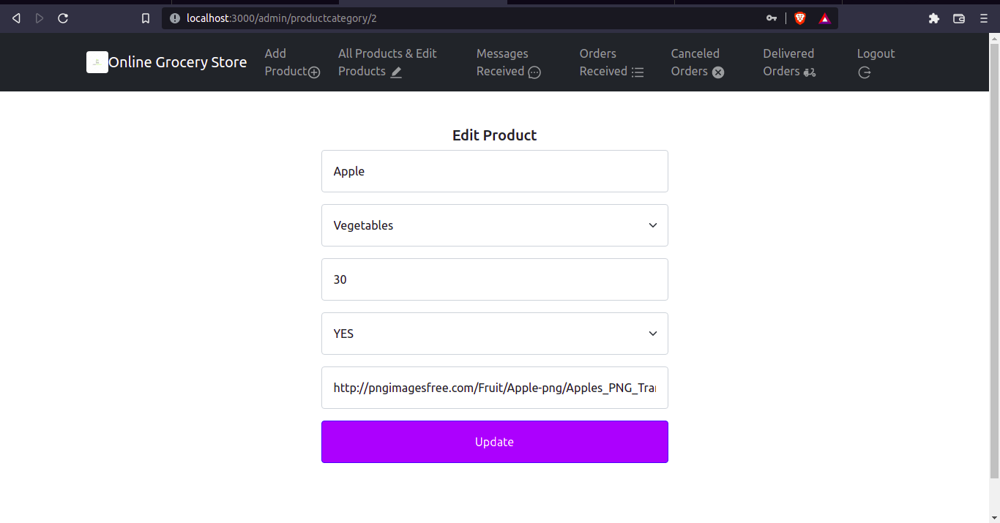 localhost:3000/admin/productcategory/2
Online Grocery Store
Add
Product
All Products & Edit
Products
Messages
Received
Orders
Received
Canceled
Orders
Delivered
Orders
Logout
Edit Product
Apple
Vegetables
30
YES
http://pngimagesfree.com/Fruit/Apple-png/Apples_PNG_Tra
Update